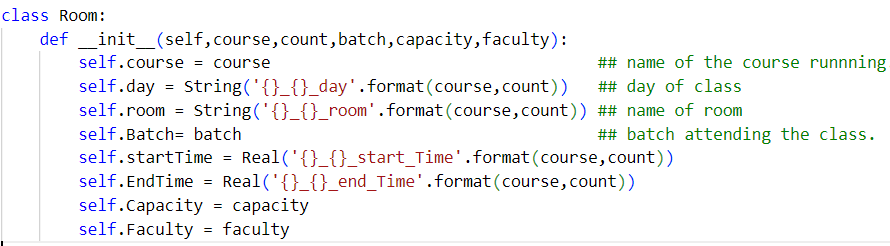 class Room:
    def __init__(self,course,count,batch,capacity,faculty):
        self.course = course                                  ## name of the course runnning
        self.day = String('{}_{}_day'.format(course,count))   ## day of class
        self.room = String('{}_{}_room'.format(course,count)) ## name of room
        self.Batch= batch                                     ## batch attending the class.
        self.startTime = Real('{}_{}_start_Time'.format(course,count))
        self.EndTime = Real('{}_{}_end_Time'.format(course,count))
        self.Capacity = capacity
        self.Faculty = faculty